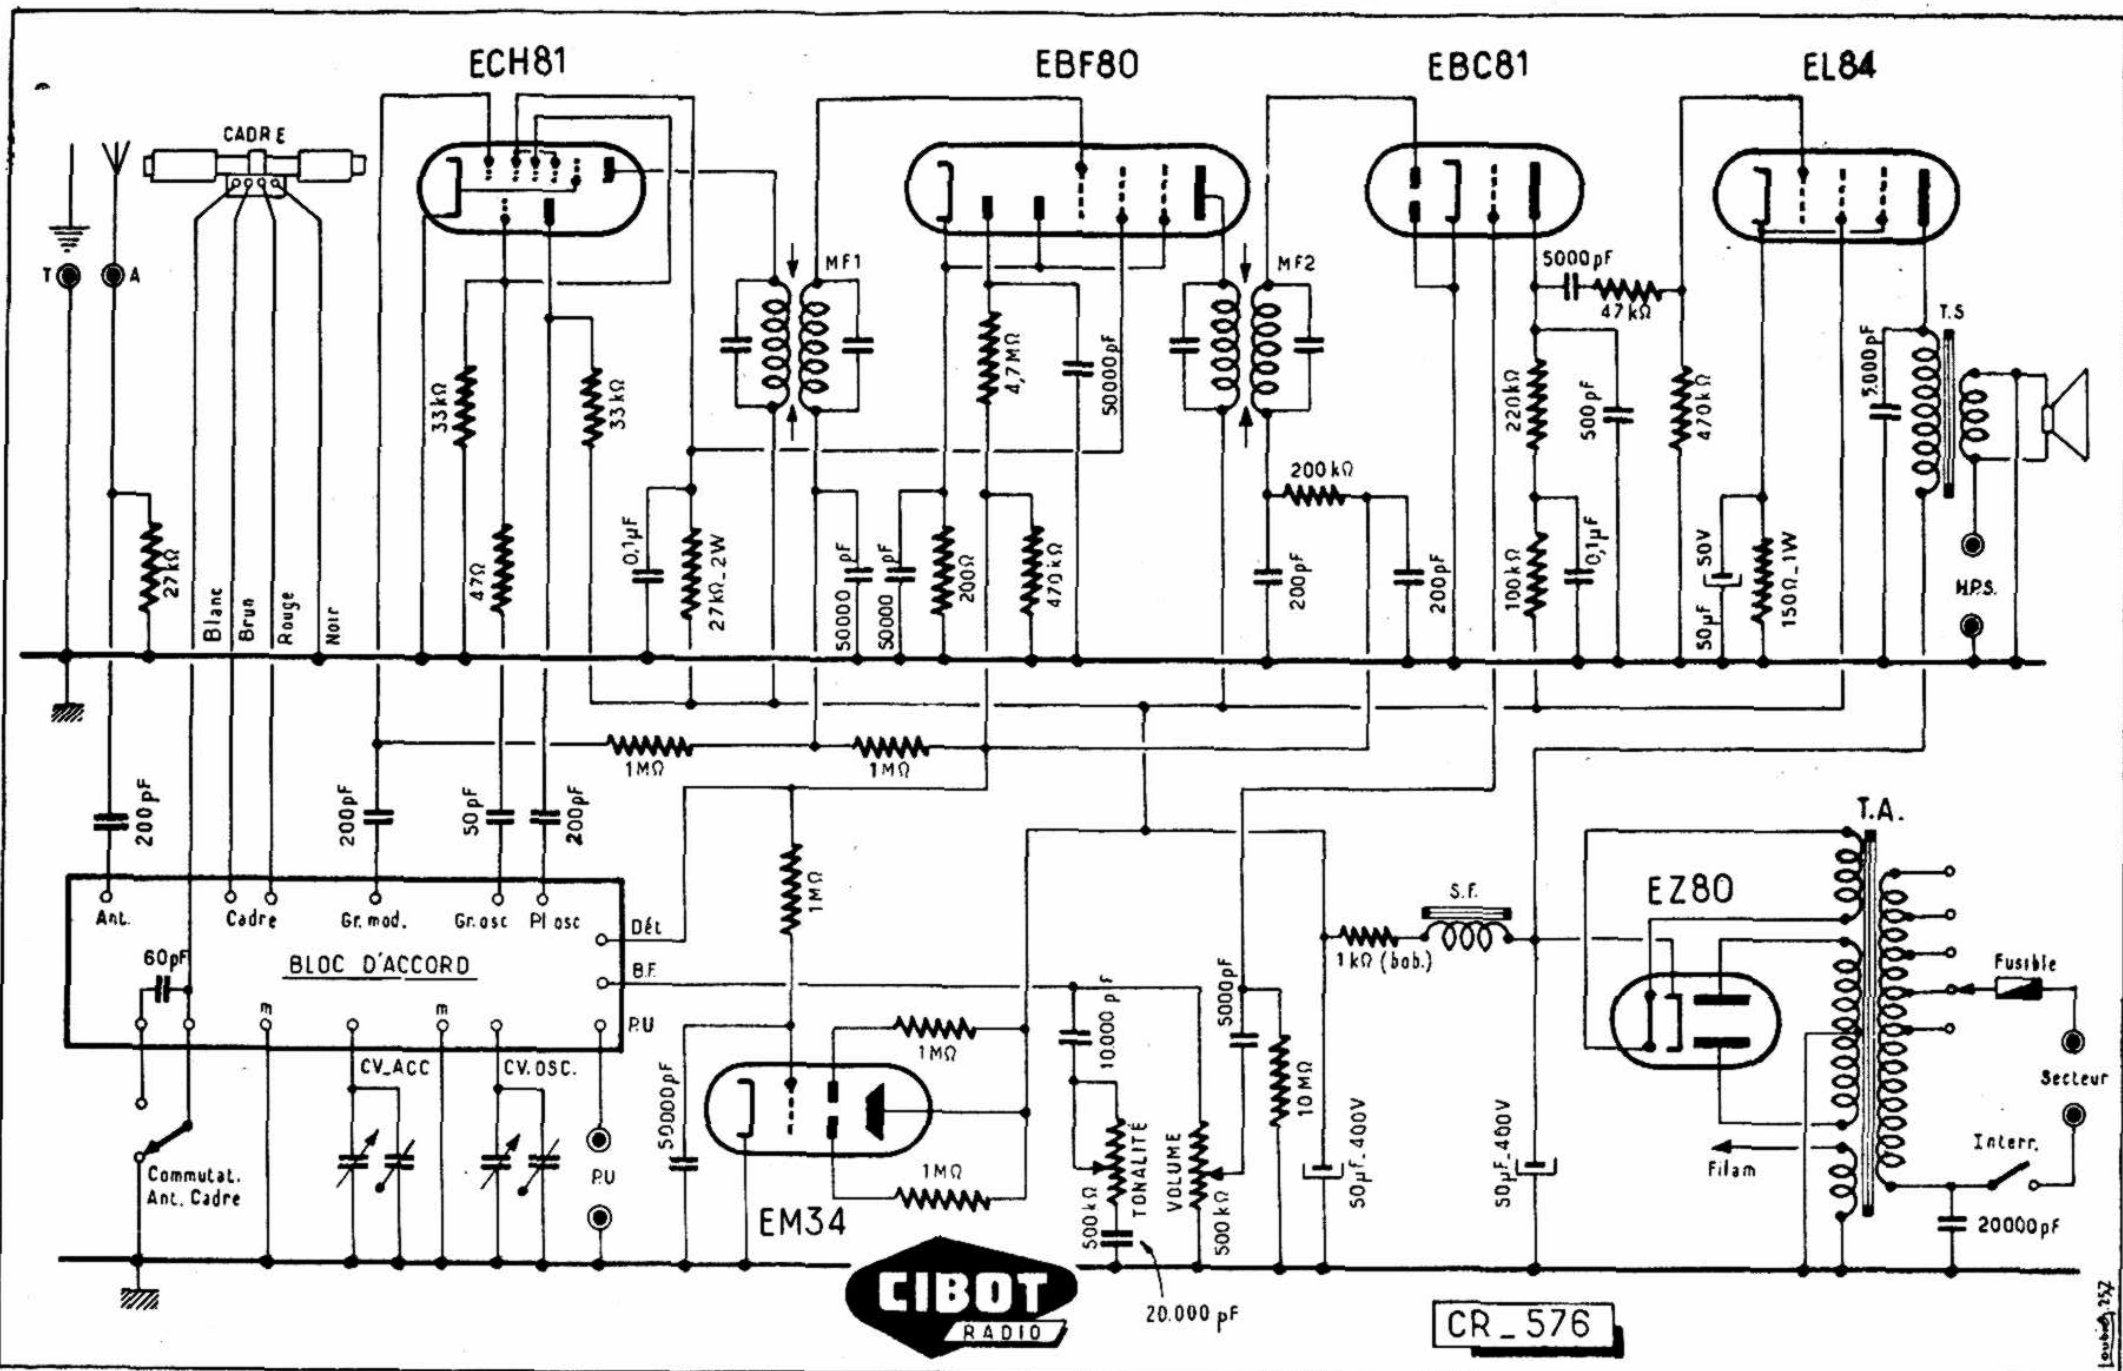 ECH81
EBF80
EBC81
EL84
CADRE
T
A
MF1
MF2
5000pF
47kΩ
T.S
33kΩ
33kΩ
4,7MΩ
50000pF
220kΩ
500pF
470kΩ
5.000pF
27kΩ
Blanc
Brun
Rouge
Noir
47Ω
0,1µF
27kΩ_2W
50000 pF
50000 pF
200Ω
470kΩ
200kΩ
200pF
200pF
100kΩ
0,1µF
50µF 50V
150Ω_1W
H.P.S.
1MΩ
1MΩ
200pF
200pF
50pF
200pF
1MΩ
Ant.
Cadre
Gr. mod.
Gr. osc
Pl osc
Dét
B.F.
P.U
60pF
BLOC D'ACCORD
m
m
CV_ACC
CV. OSC.
Commutat.
Ant. Cadre
P.U
50000pF
EM34
1MΩ
1MΩ
10.000 pF
500kΩ
TONALITÉ
VOLUME
500kΩ
5000pF
10MΩ
20.000 pF
1kΩ (bob.)
S.F.
50µF_400V
50µF_400V
EZ80
T.A.
Filam
Fusible
Secteur
Interr.
20000pF
CIBOT
RADIO
CR_576